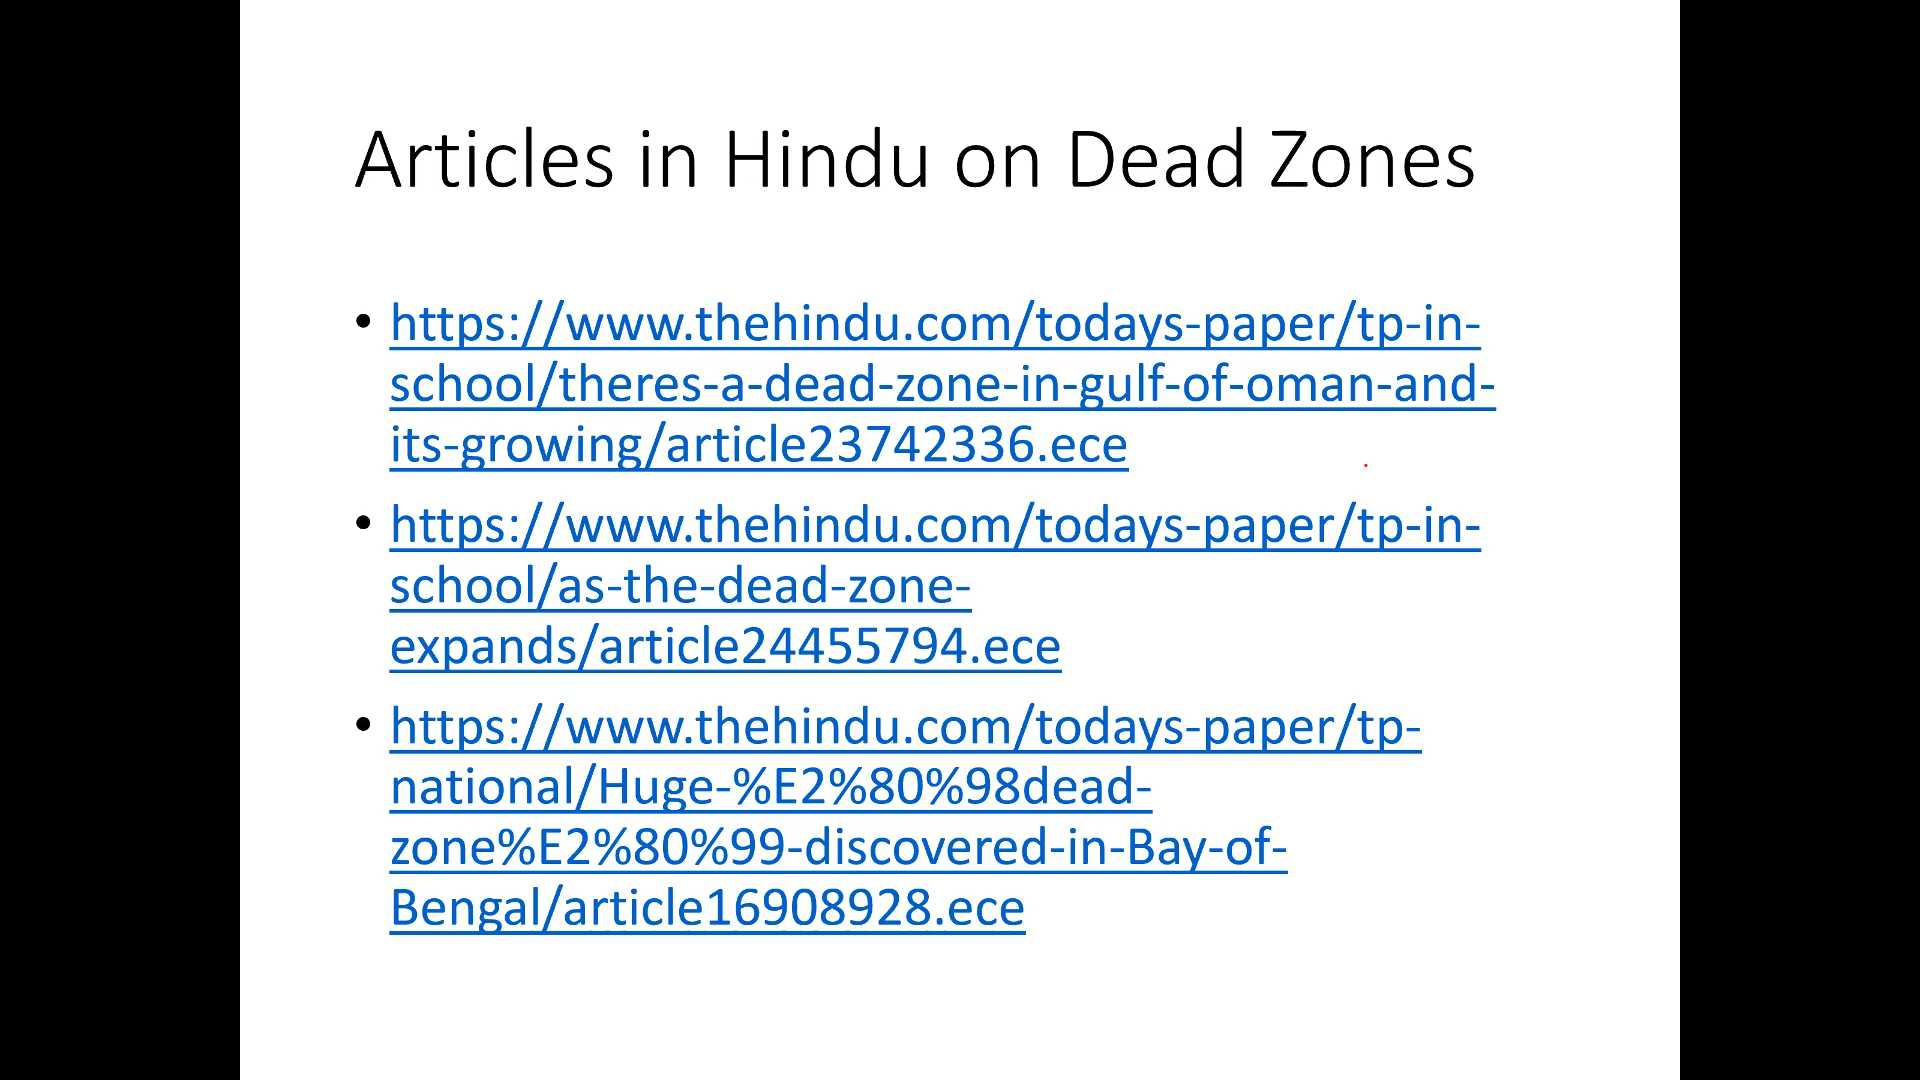 Articles in Hindu on Dead Zones
• https://www.thehindu.com/todays-paper/tp-in-
school/theres-a-dead-zone-in-gulf-of-oman-and-
its-growing/article23742336.ece
• https://www.thehindu.com/todays-paper/tp-in-
school/as-the-dead-zone-
expands/article24455794.ece
• https://www.thehindu.com/todays-paper/tp-
national/Huge-%E2%80%98dead-
zone%E2%80%99-discovered-in-Bay-of-
Bengal/article16908928.ece